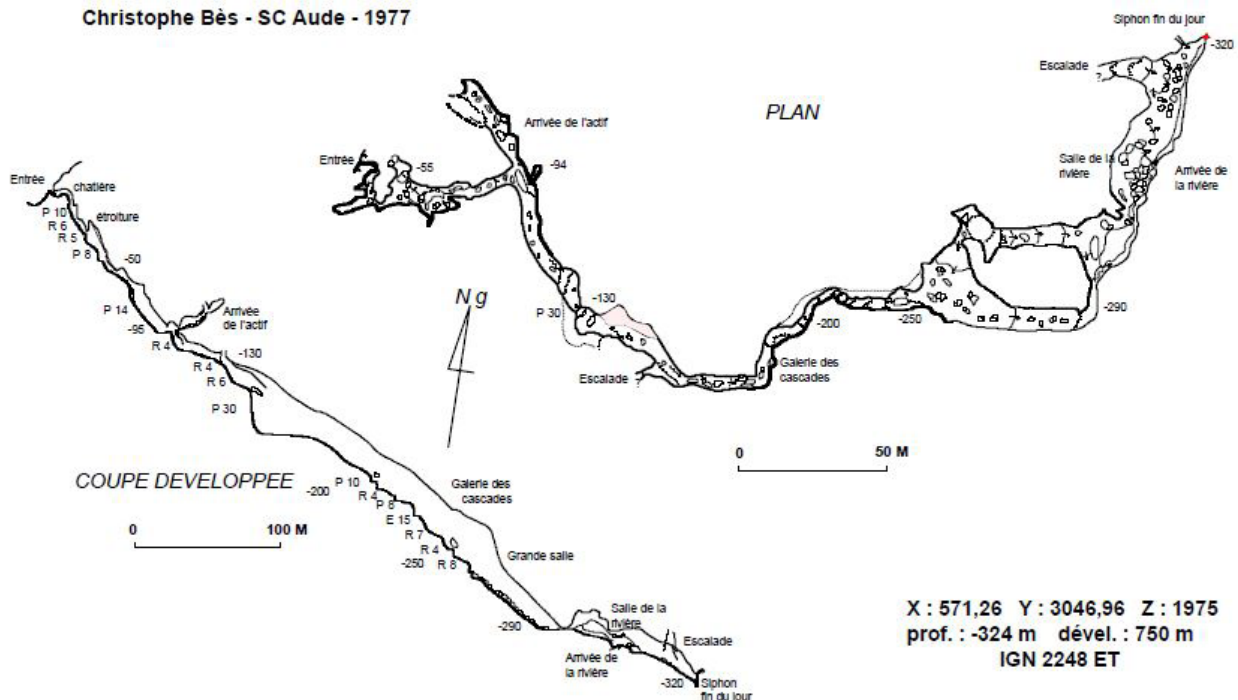 Christophe Bès - SC Aude - 1977
Siphon fin du jour
-320
Escalade
?
PLAN
Arrivée de l'actif
Entrée
-55
-94
Salle de la
rivière
Arrivée de
la rivière
Entrée
chatière
P 10
étroiture
R 6
R 5
P 8
-50
P 14
-95
Arrivée
de l'actif
R 4
-130
R 4
R 6
P 30
N g
-130
P 30
?
Escalade
?
-200
-250
-290
Galerie des
cascades
0 50 M
COUPE DEVELOPPEE
0 100 M
-200
P 10
R 4
P 8
E 15
R 7
R 4
-250
R 8
Galerie des
cascades
Grande salle
-290
Salle de la
rivière
Escalade
Arrivée de
la rivière
-320
Siphon
fin du jour
X : 571,26 Y : 3046,96 Z : 1975
prof. : -324 m dével. : 750 m
IGN 2248 ET